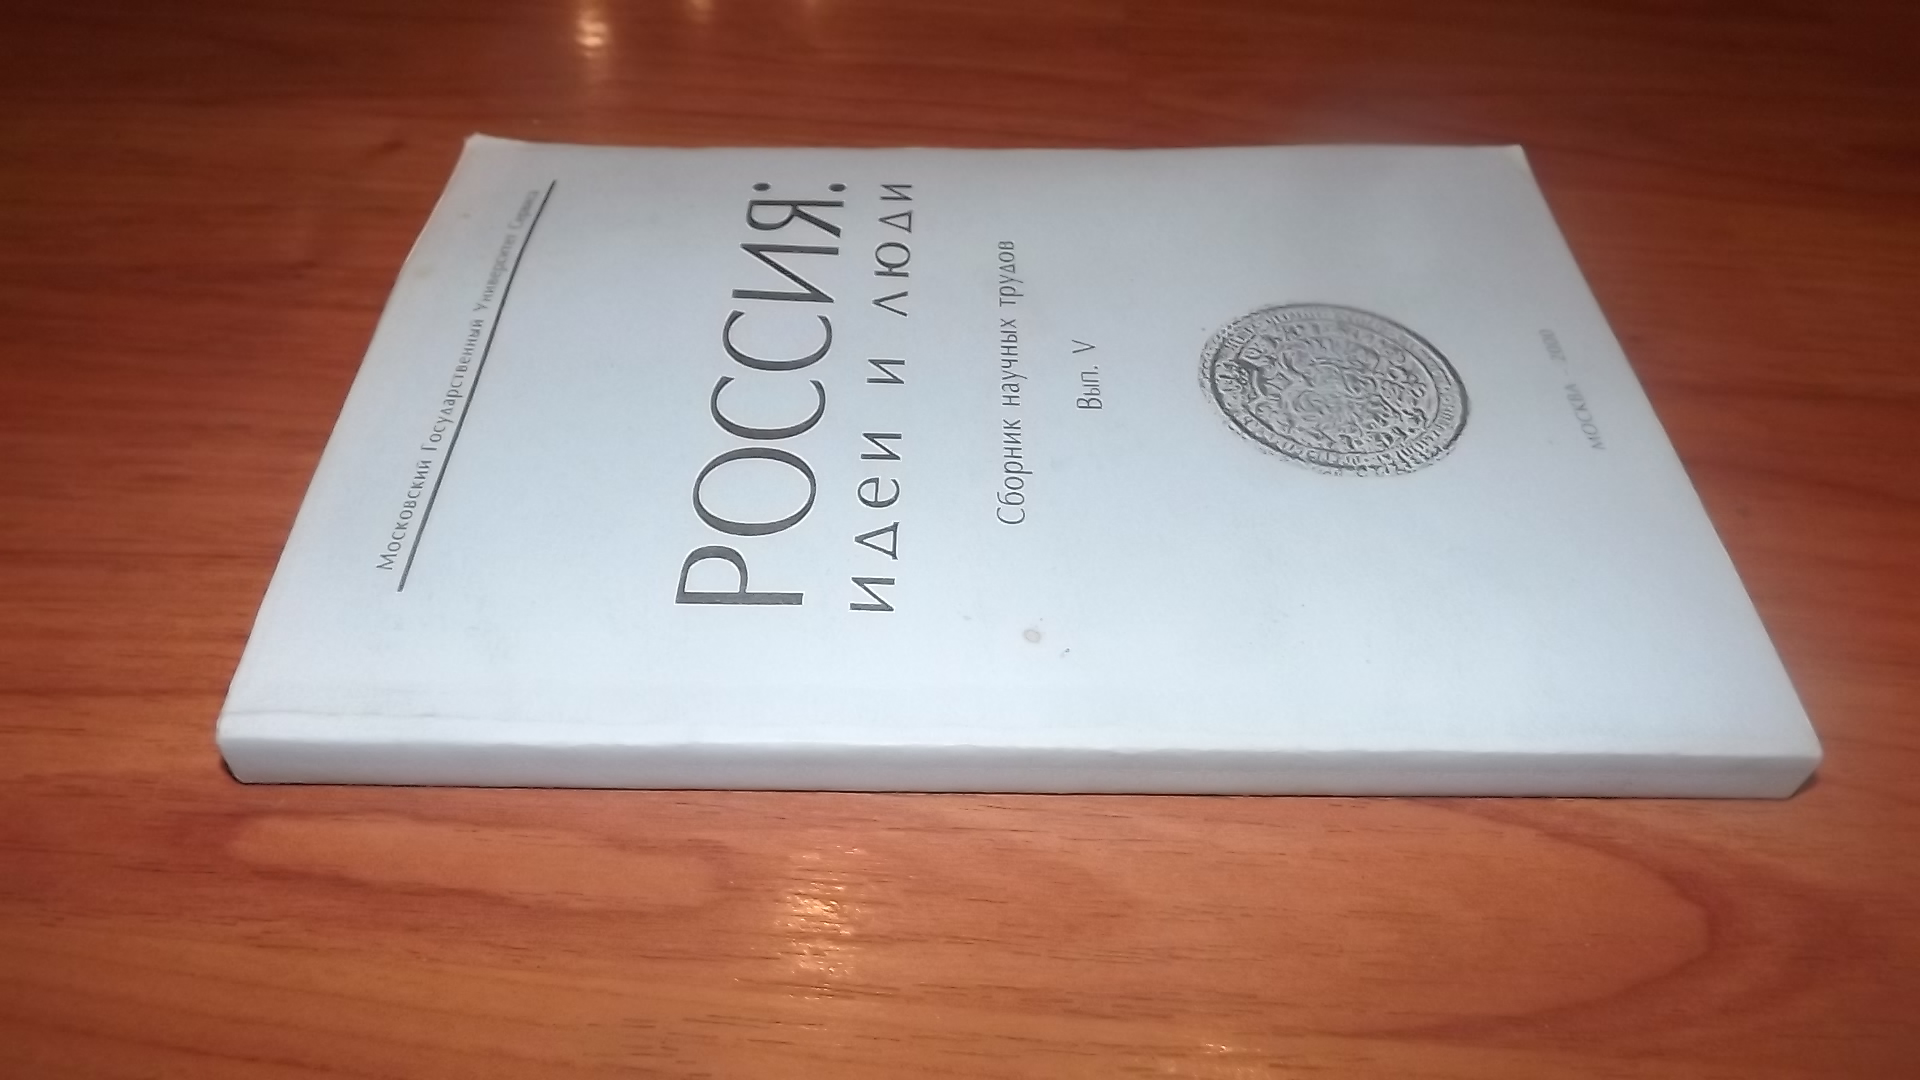 Московский Государственный Университет Сервиса
РОССИЯ:
идеи и люди
Сборник научных трудов
Вып. V
МОСКВА - 2000